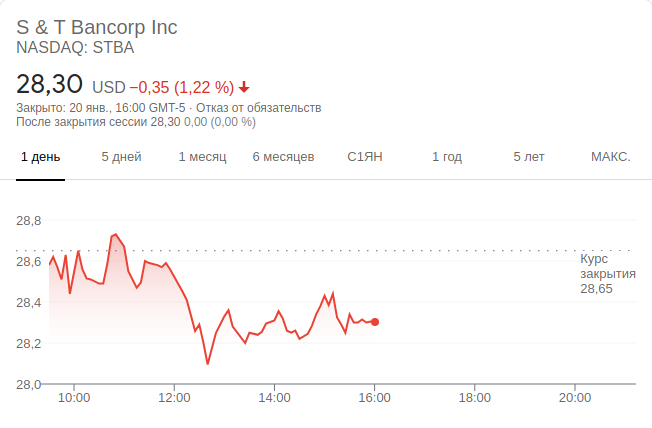 S & T Bancorp Inc
NASDAQ: STBA
28,30 USD −0,35 (1,22 %)
Закрыто: 20 янв., 16:00 GMT-5 · Отказ от обязательств
После закрытия сессии 28,30 0,00 (0,00 %)
1 день 5 дней 1 месяц 6 месяцев С1ЯН 1 год 5 лет МАКС.
28,8
28,6
28,4
28,2
28,0
Курс
закрытия
28,65
10:00 12:00 14:00 16:00 18:00 20:00